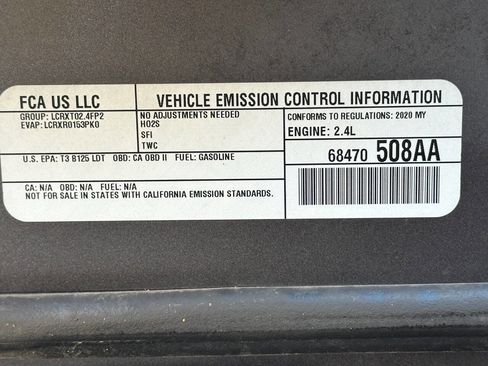 FCA US LLC
GROUP: LCRXT02.4FP2
EVAP: LCRXR0153PK0
VEHICLE EMISSION CONTROL INFORMATION
NO ADJUSTMENTS NEEDED
HO2S
SFI
TWC
CONFORMS TO REGULATIONS: 2020 MY
ENGINE: 2.4L
U.S. EPA: T3 B125 LDT OBD: CA OBD II FUEL: GASOLINE
68470 508AA
CA: N/A OBD: N/A FUEL: N/A
NOT FOR SALE IN STATES WITH CALIFORNIA EMISSION STANDARDS.